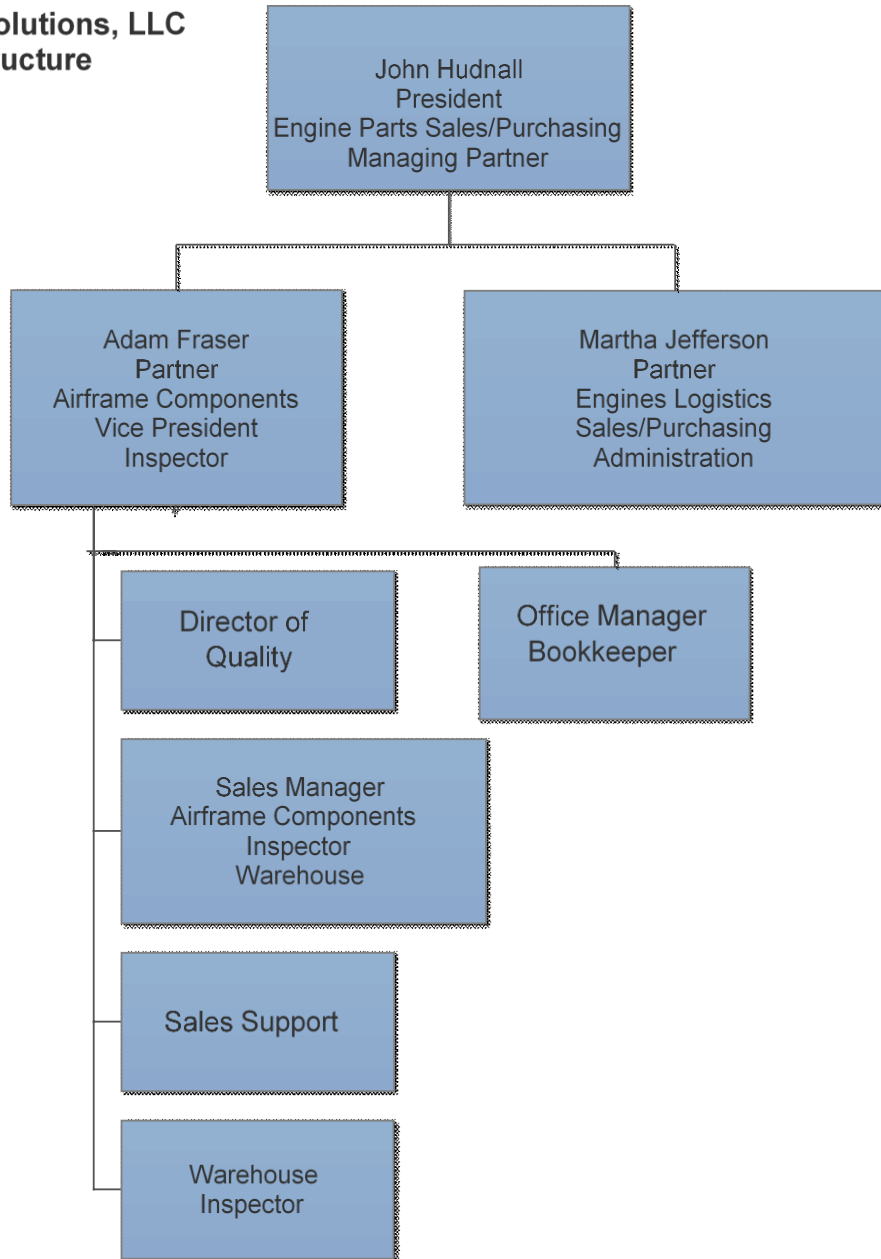 olutions, LLC
ucture
John Hudnall
President
Engine Parts Sales/Purchasing
Managing Partner
Adam Fraser
Partner
Airframe Components
Vice President
Inspector
Martha Jefferson
Partner
Engines Logistics
Sales/Purchasing
Administration
Director of
Quality
Office Manager
Bookkeeper
Sales Manager
Airframe Components
Inspector
Warehouse
Sales Support
Warehouse
Inspector